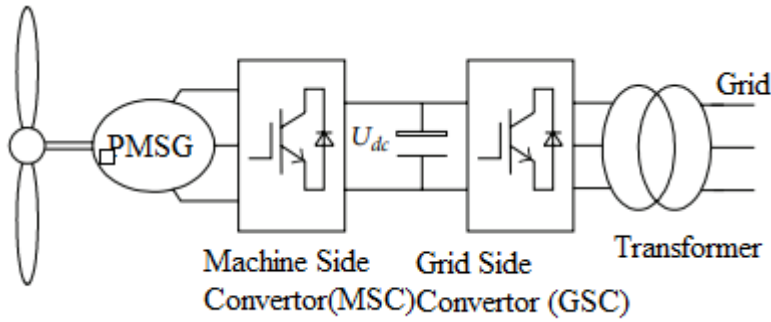 PMSG
U_dc
Grid
Machine Side
Convertor(MSC)
Grid Side
Convertor (GSC)
Transformer